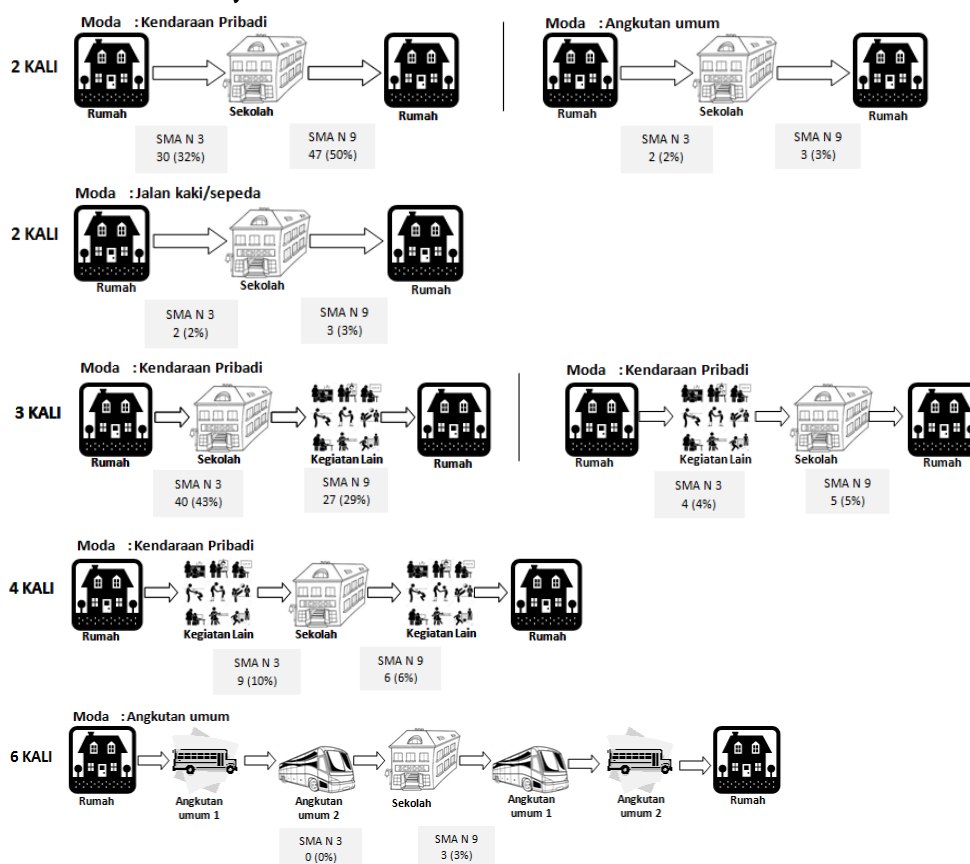 Moda : Kendaraan Pribadi
Moda : Angkutan umum
2 KALI
Rumah
Sekolah
Rumah
Rumah
Sekolah
Rumah
SMA N 3
30 (32%)
SMA N 9
47 (50%)
SMA N 3
2 (2%)
SMA N 9
3 (3%)
Moda : Jalan kaki/sepeda
2 KALI
Rumah
Sekolah
Rumah
SMA N 3
2 (2%)
SMA N 9
3 (3%)
Moda : Kendaraan Pribadi
Moda : Kendaraan Pribadi
3 KALI
Rumah
Sekolah
Kegiatan Lain
Rumah
Rumah
Kegiatan Lain
Sekolah
Rumah
SMA N 3
40 (43%)
SMA N 9
27 (29%)
SMA N 3
4 (4%)
SMA N 9
5 (5%)
Moda : Kendaraan Pribadi
4 KALI
Rumah
Kegiatan Lain
Sekolah
Kegiatan Lain
Rumah
SMA N 3
9 (10%)
SMA N 9
6 (6%)
Moda : Angkutan umum
6 KALI
Rumah
Angkutan
umum 1
Angkutan
umum 2
Sekolah
Angkutan
umum 1
Angkutan
umum 2
Rumah
SMA N 3
0 (0%)
SMA N 9
3 (3%)